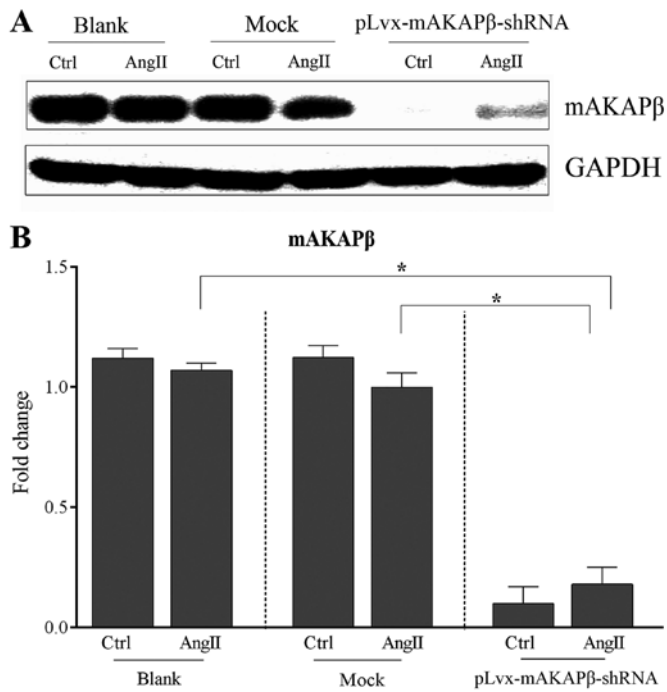 A
Blank Mock pLvx-mAKAPβ-shRNA
Ctrl AngII Ctrl AngII Ctrl AngII
mAKAPβ
GAPDH
B
mAKAPβ
Fold change
1.5
1.0
0.5
0.0
*
*
Ctrl AngII Ctrl AngII Ctrl AngII
Blank Mock pLvx-mAKAPβ-shRNA